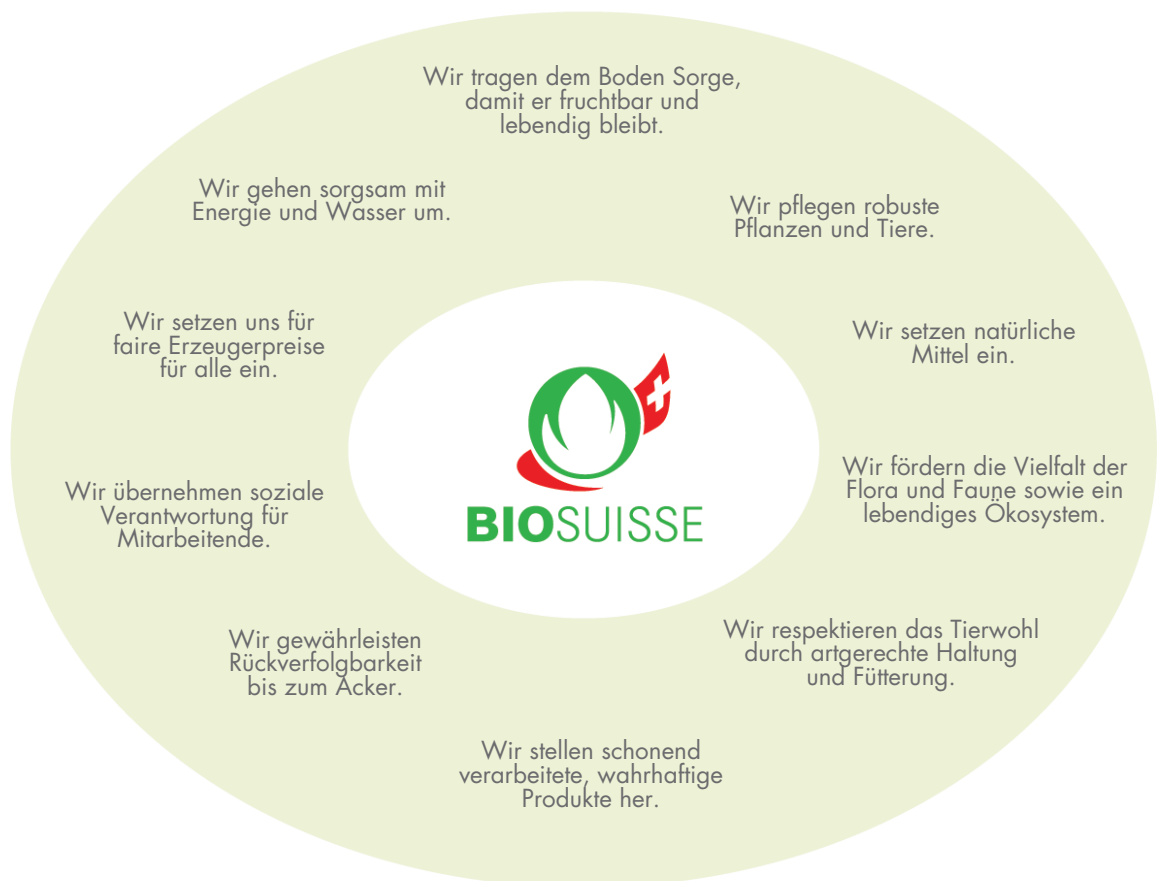 Wir tragen dem Boden Sorge,
damit er fruchtbar und
lebendig bleibt.
Wir gehen sorgsam mit
Energie und Wasser um.
Wir pflegen robuste
Pflanzen und Tiere.
Wir setzen uns für
faire Erzeugerpreise
für alle ein.
Wir setzen natürliche
Mittel ein.
BIOSUISSE
Wir übernehmen soziale
Verantwortung für
Mitarbeitende.
Wir fördern die Vielfalt der
Flora und Faune sowie ein
lebendiges Ökosystem.
Wir gewährleisten
Rückverfolgbarkeit
bis zum Acker.
Wir respektieren das Tierwohl
durch artgerechte Haltung
und Fütterung.
Wir stellen schonend
verarbeitete, wahrhaftige
Produkte her.